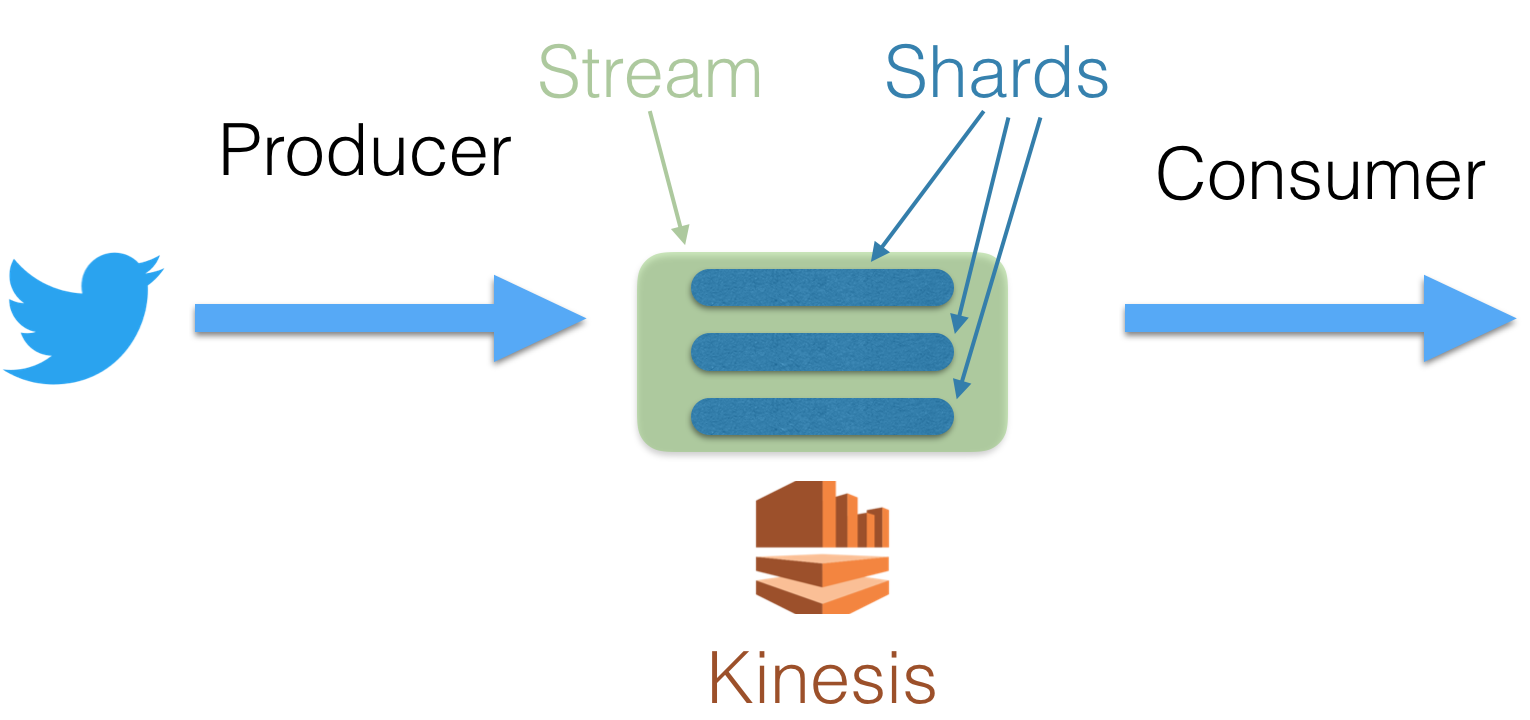 Stream
Shards
Producer
Consumer
Kinesis